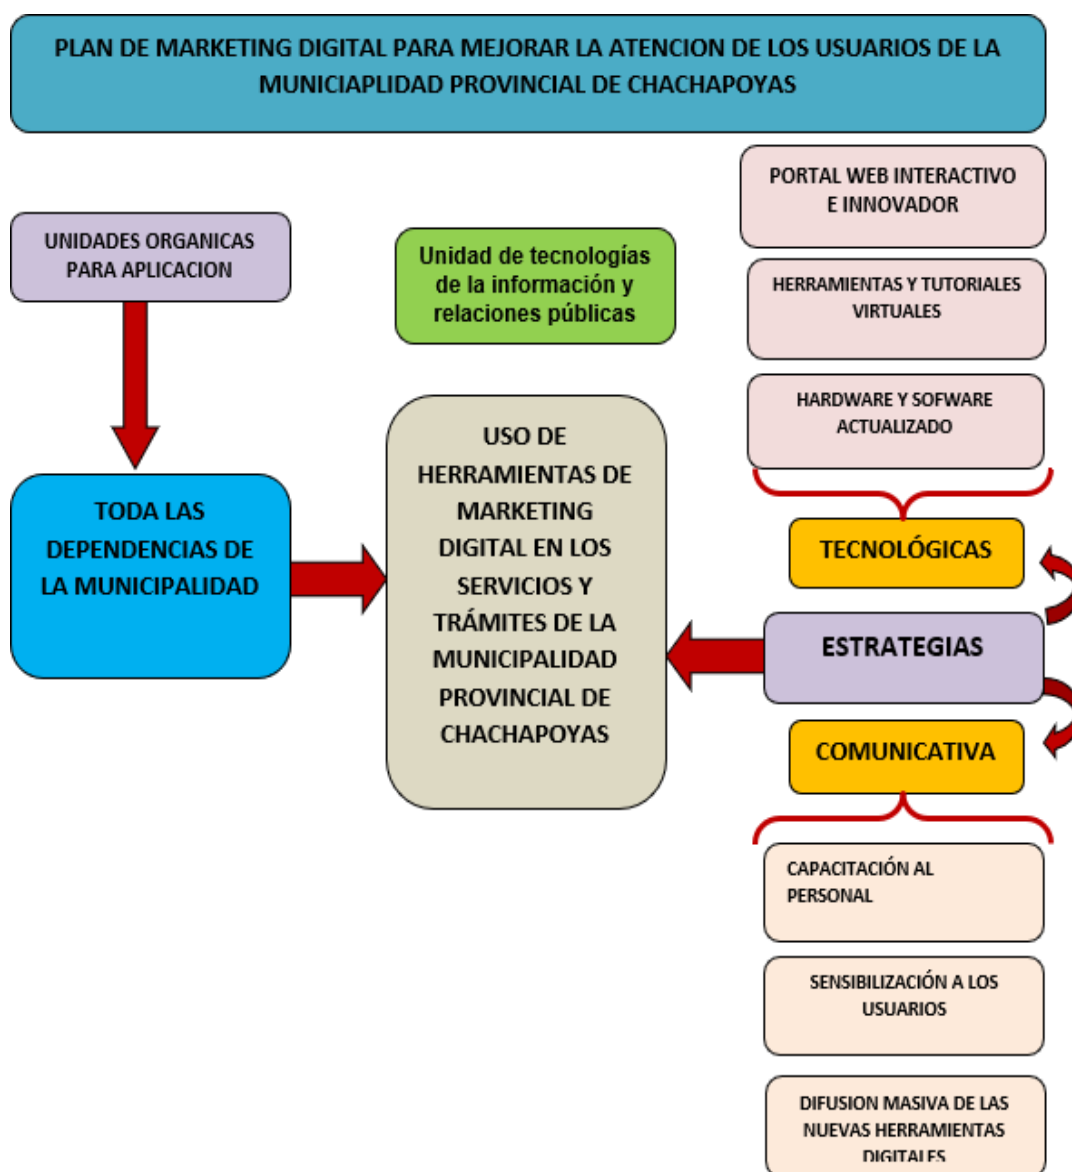 PLAN DE MARKETING DIGITAL PARA MEJORAR LA ATENCION DE LOS USUARIOS DE LA
MUNICIAPLIDAD PROVINCIAL DE CHACHAPOYAS
UNIDADES ORGANICAS
PARA APLICACION
TODA LAS
DEPENDENCIAS DE
LA MUNICIPALIDAD
Unidad de tecnologías
de la información y
relaciones públicas
USO DE
HERRAMIENTAS DE
MARKETING
DIGITAL EN LOS
SERVICIOS Y
TRÁMITES DE LA
MUNICIPALIDAD
PROVINCIAL DE
CHACHAPOYAS
PORTAL WEB INTERACTIVO
E INNOVADOR
HERRAMIENTAS Y TUTORIALES
VIRTUALES
HARDWARE Y SOFWARE
ACTUALIZADO
TECNOLÓGICAS
ESTRATEGIAS
COMUNICATIVA
CAPACITACIÓN AL
PERSONAL
SENSIBILIZACIÓN A LOS
USUARIOS
DIFUSION MASIVA DE LAS
NUEVAS HERRAMIENTAS
DIGITALES